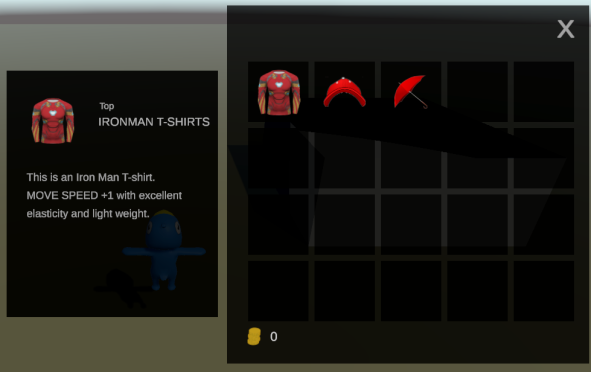 X
Top
IRONMAN T-SHIRTS
This is an Iron Man T-shirt.
MOVE SPEED +1 with excellent
elasticity and light weight.
0